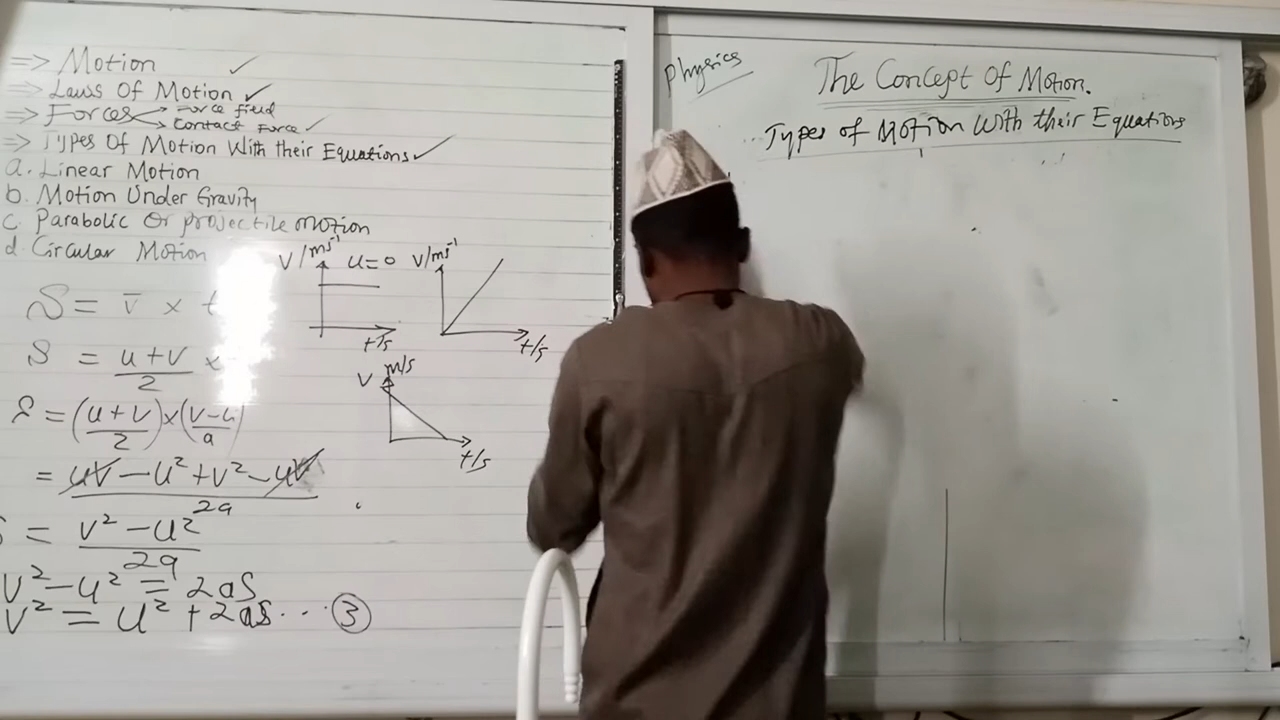 ⇒ Motion ✓
⇒ Laws Of Motion ✓
⇒ Forces → Force field
→ Contact Force ✓
⇒ Types Of Motion With their Equations ✓
a. Linear Motion
b. Motion Under Gravity
c. Parabolic Or projectile motion
d. Circular Motion
V/ms⁻¹ u=0
t/s
V/ms⁻¹
t/s
V m/s
t/s
S = v̄ × t
S = (u+v)/2 ×
S = ((u+v)/2)×((v-u)/a)
= (uv - u² + v² - uv)/2a
S = (v² - u²)/2a
v² - u² = 2as
v² = u² + 2as ... ③
Physics
The Concept Of Motion.
Types of Motion With their Equations